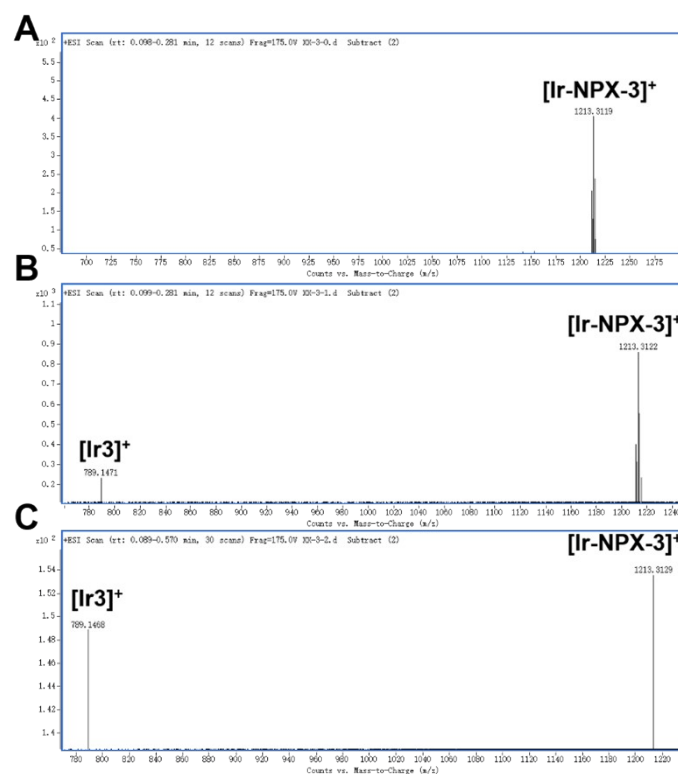 A
x10 2 +ESI Scan (rt: 0.098-0.281 min, 12 scans) Frag=175.0V XX-3-0.d Subtract (2)
5.5
5
4.5
4
3.5
3
2.5
2
1.5
1
0.5
[Ir-NPX-3]+
1213.3119
700 725 750 775 800 825 850 875 900 925 950 975 1000 1025 1050 1075 1100 1125 1150 1175 1200 1225 1250 1275
Counts vs. Mass-to-Charge (m/z)
B
x10 3 +ESI Scan (rt: 0.099-0.281 min, 12 scans) Frag=175.0V XX-3-1.d Subtract (2)
1.1
1
0.9
0.8
0.7
0.6
0.5
0.4
0.3
0.2
[Ir-NPX-3]+
1213.3122
[Ir3]+
789.1471
780 800 820 840 860 880 900 920 940 960 980 1000 1020 1040 1060 1080 1100 1120 1140 1160 1180 1200 1220 1240
Counts vs. Mass-to-Charge (m/z)
C
x10 2 +ESI Scan (rt: 0.089-0.570 min, 30 scans) Frag=175.0V XX-3-2.d Subtract (2)
1.54
1.52
1.5
1.48
1.46
1.44
1.42
1.4
[Ir-NPX-3]+
1213.3129
[Ir3]+
789.1468
780 800 820 840 860 880 900 920 940 960 980 1000 1020 1040 1060 1080 1100 1120 1140 1160 1180 1200 1220
Counts vs. Mass-to-Charge (m/z)